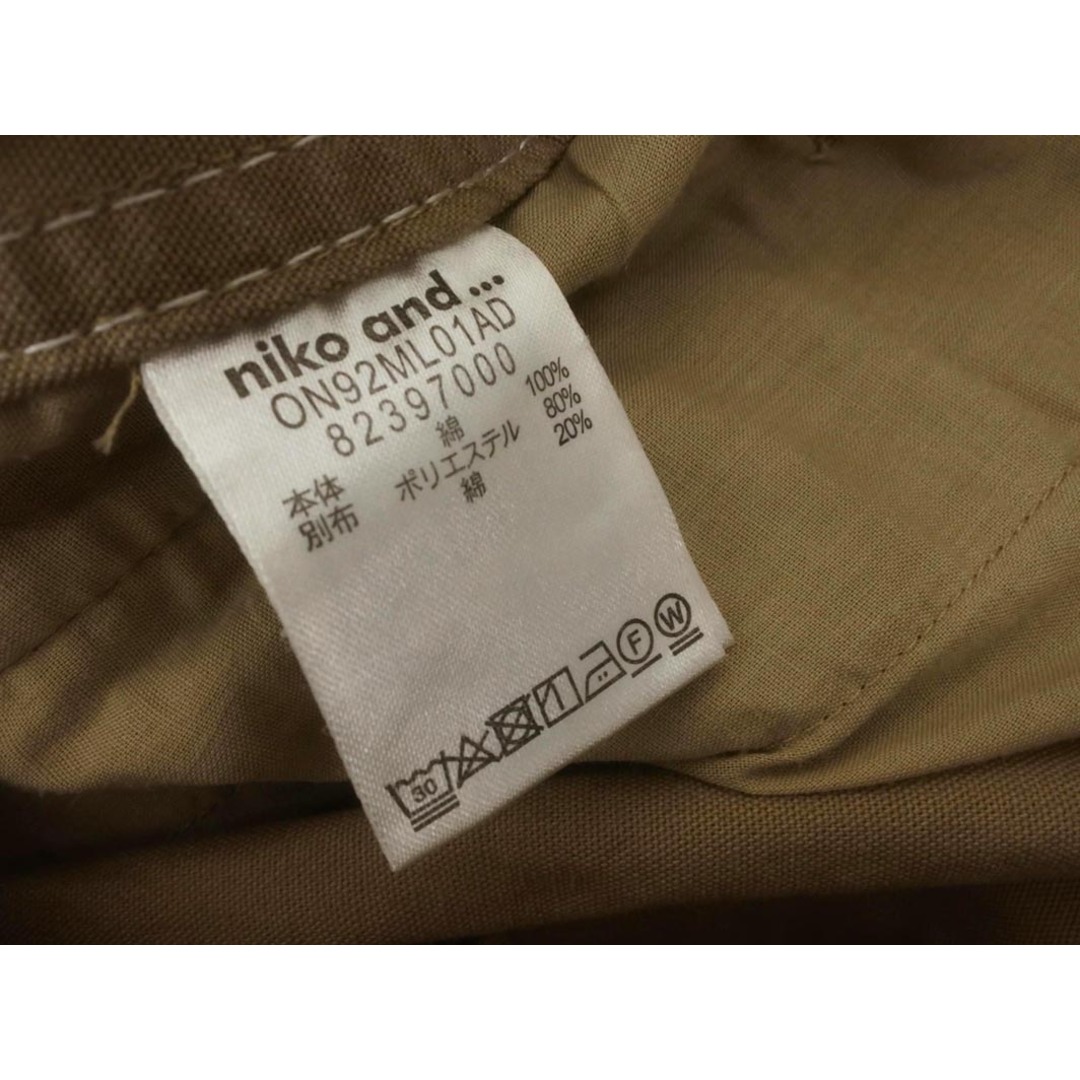 niko and...
ON92ML01AD
82397000
本体 綿 100%
別布 ポリエステル 80%
綿 20%
30
F W